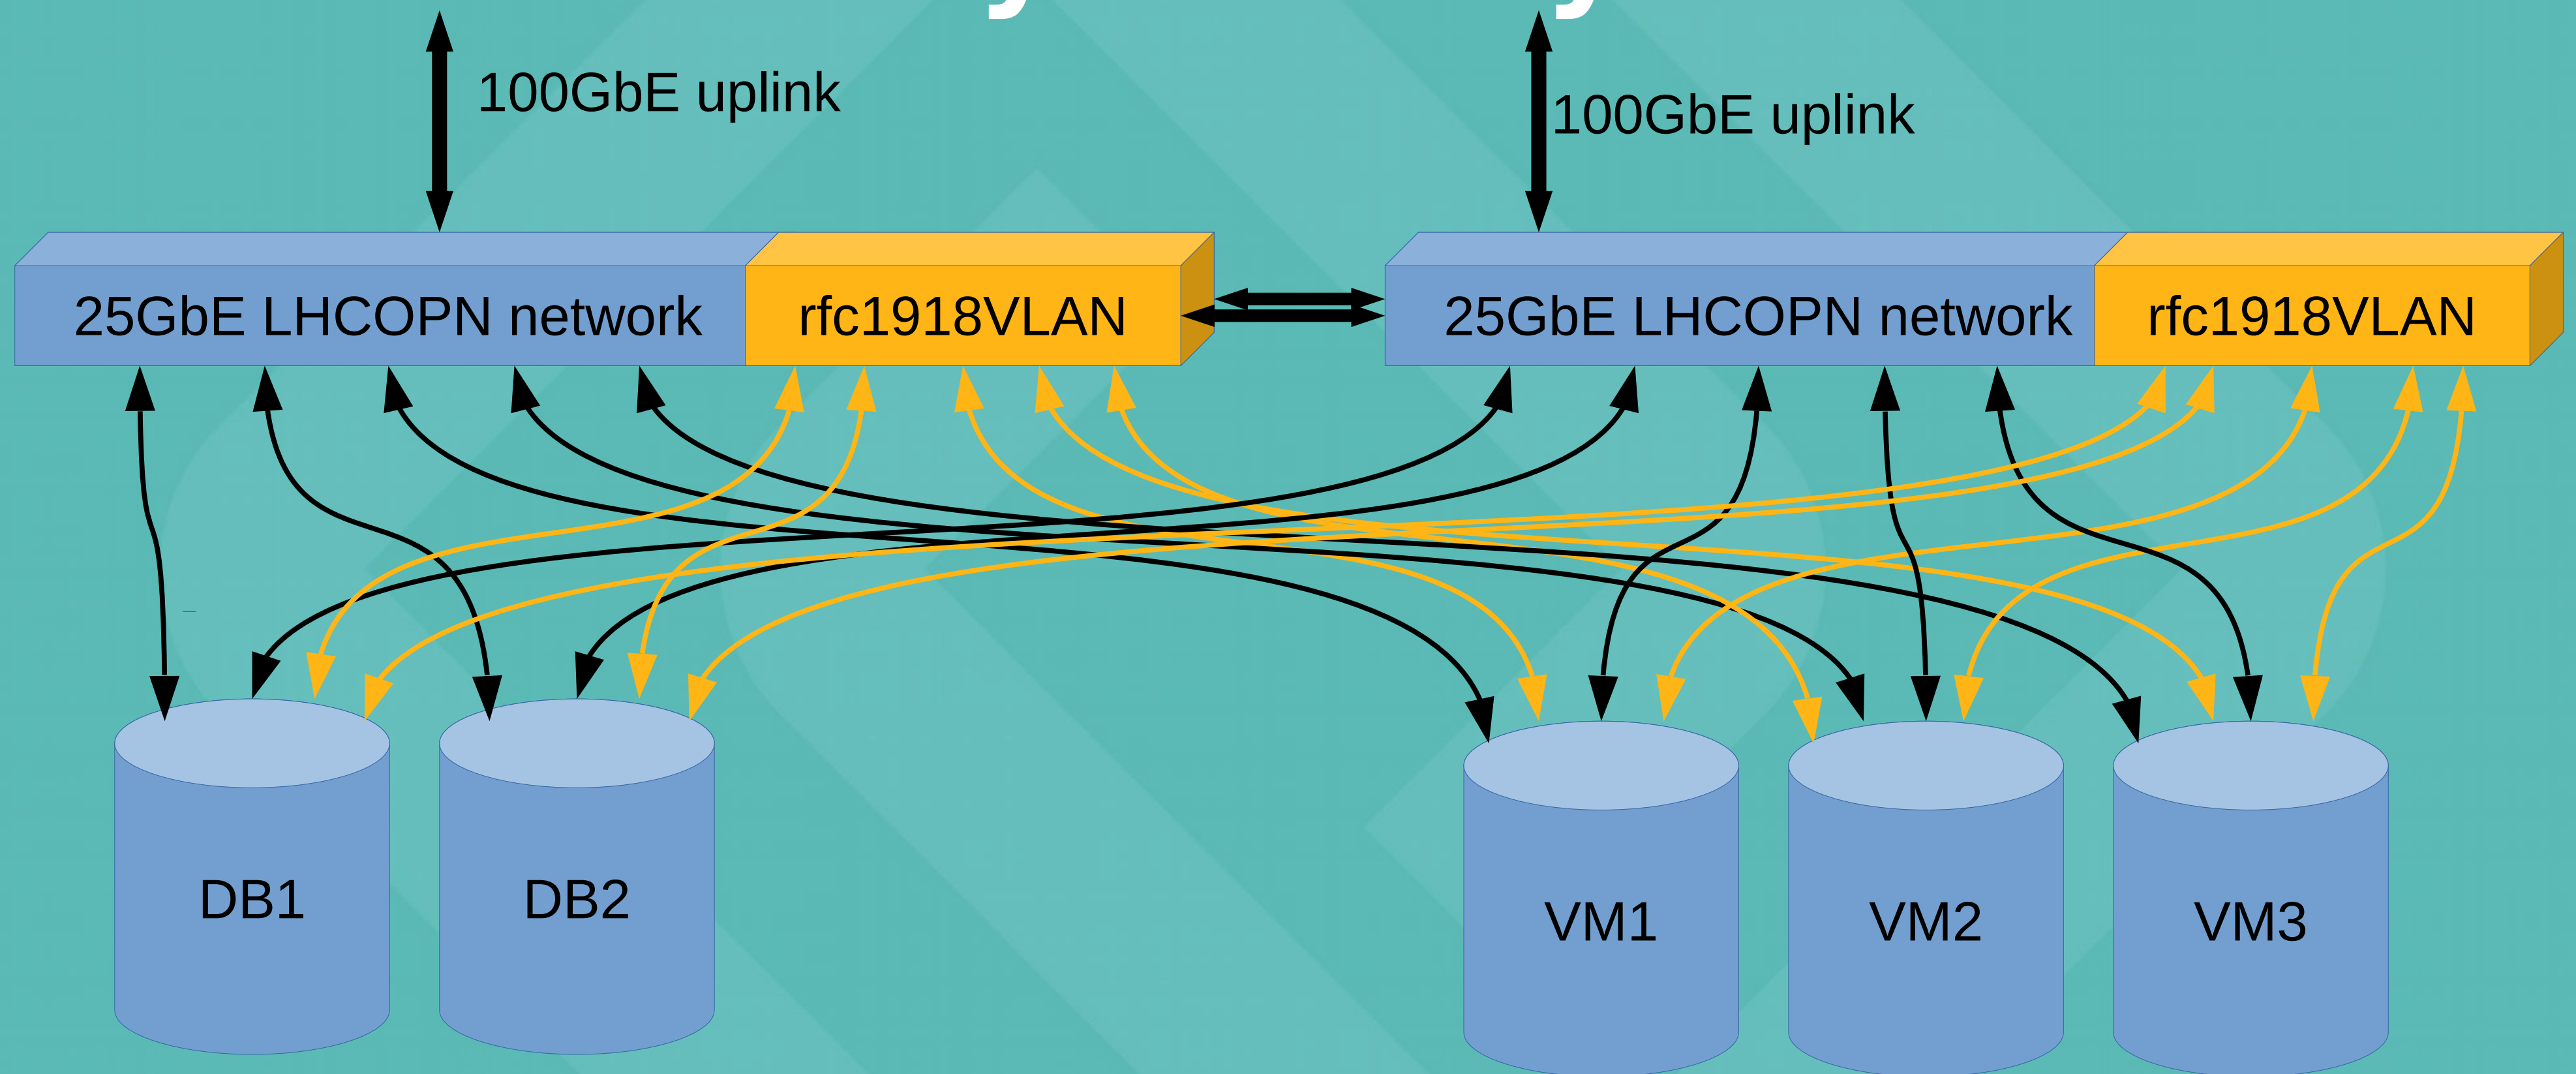 100GbE uplink
100GbE uplink
25GbE LHCOPN network
rfc1918VLAN
25GbE LHCOPN network
rfc1918VLAN
DB1
DB2
VM1
VM2
VM3